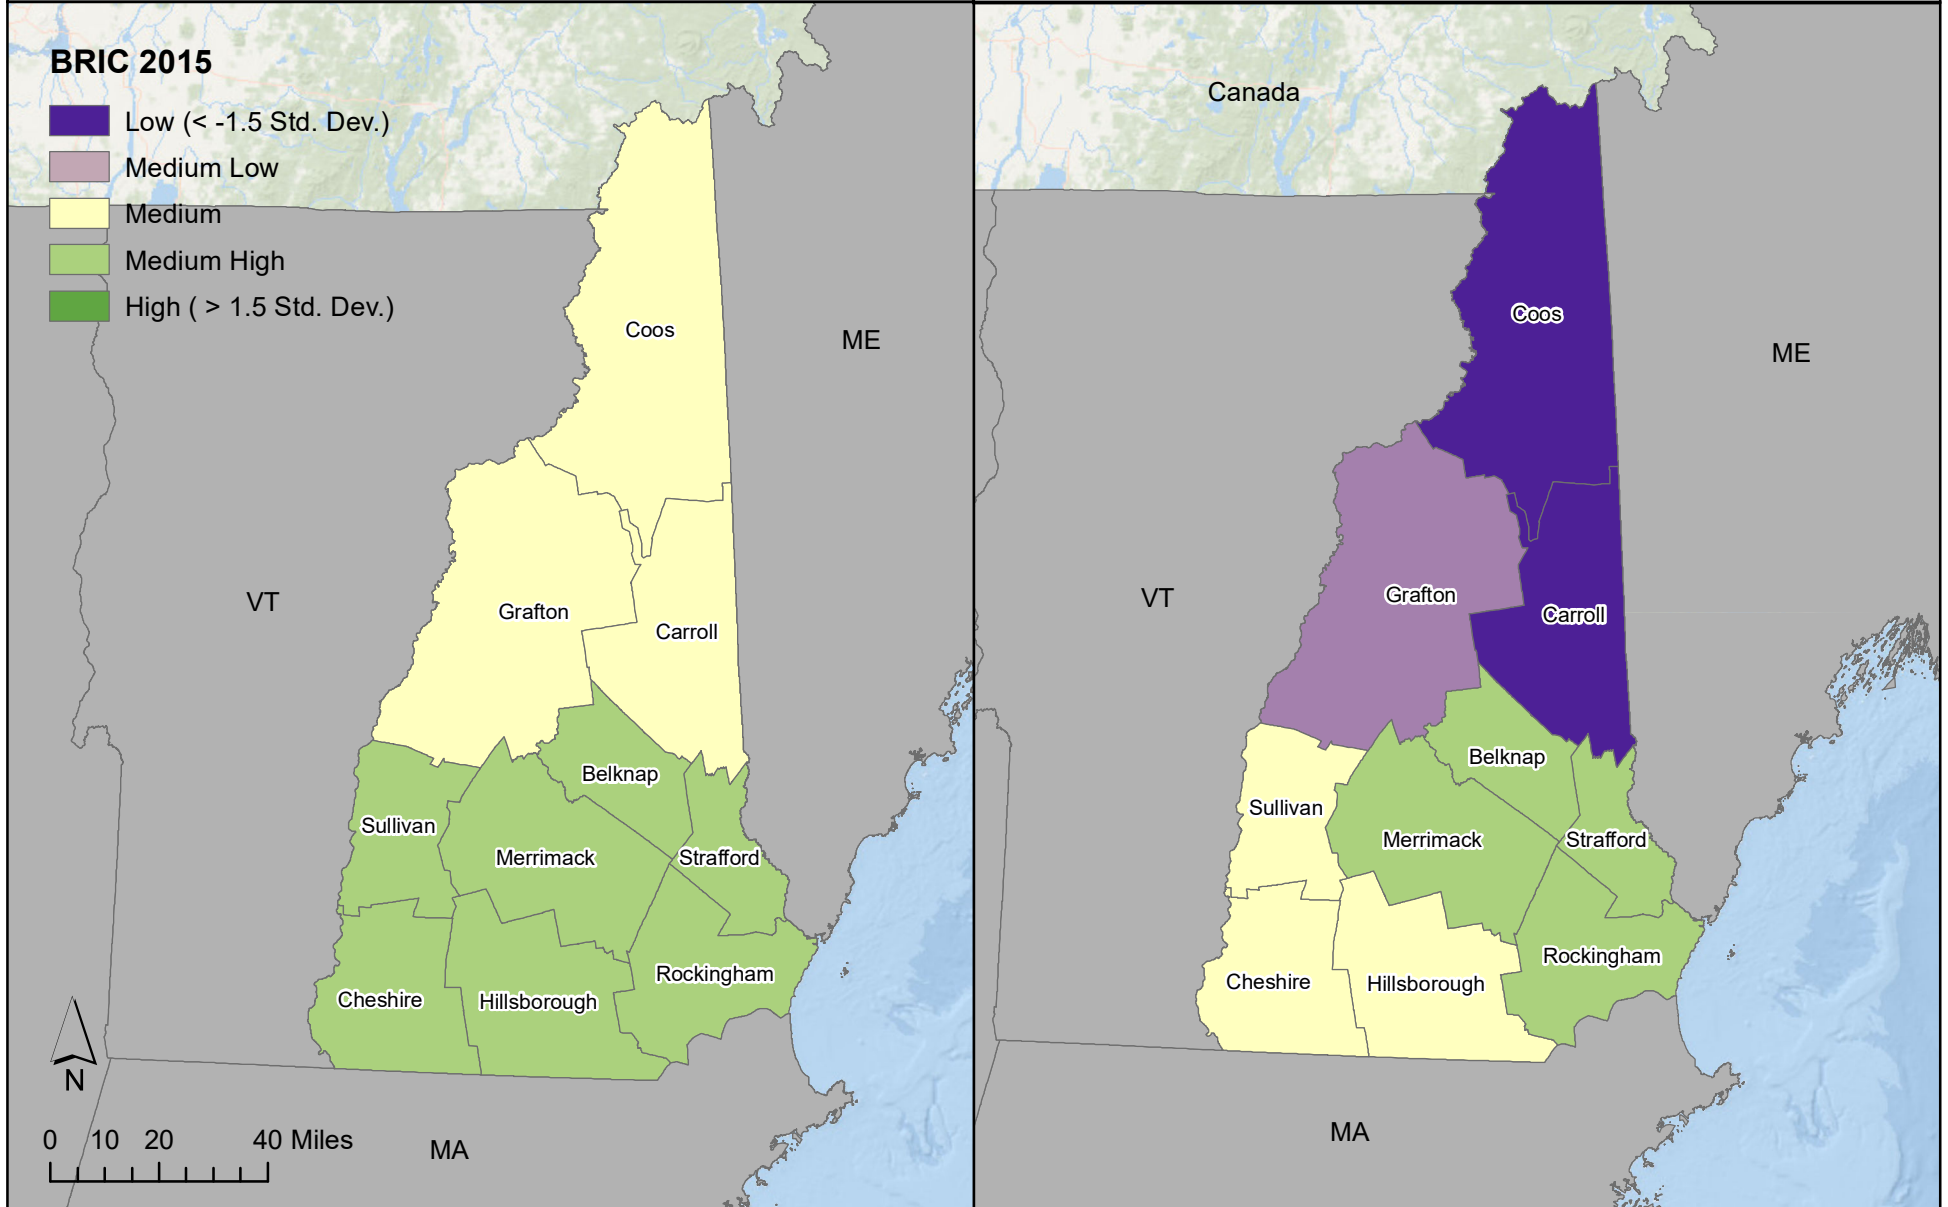 BRIC 2015
Low (< -1.5 Std. Dev.)
Medium Low
Medium
Medium High
High ( > 1.5 Std. Dev.)
Coos
ME
VT
Grafton
Carroll
Belknap
Sullivan
Merrimack
Strafford
Rockingham
Cheshire
Hillsborough
N
0 10 20 40 Miles
MA
Canada
Coos
ME
VT
Grafton
Carroll
Belknap
Sullivan
Merrimack
Strafford
Rockingham
Cheshire
Hillsborough
MA